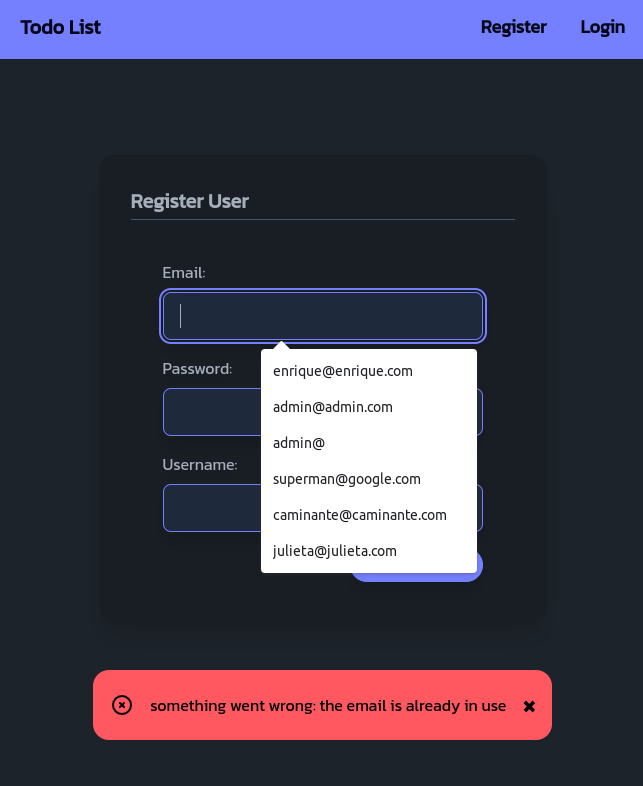 Todo List
Register Login
Register User
Email:
enrique@enrique.com
admin@admin.com
admin@
superman@google.com
caminante@caminante.com
julieta@julieta.com
Password:
Username:
something went wrong: the email is already in use